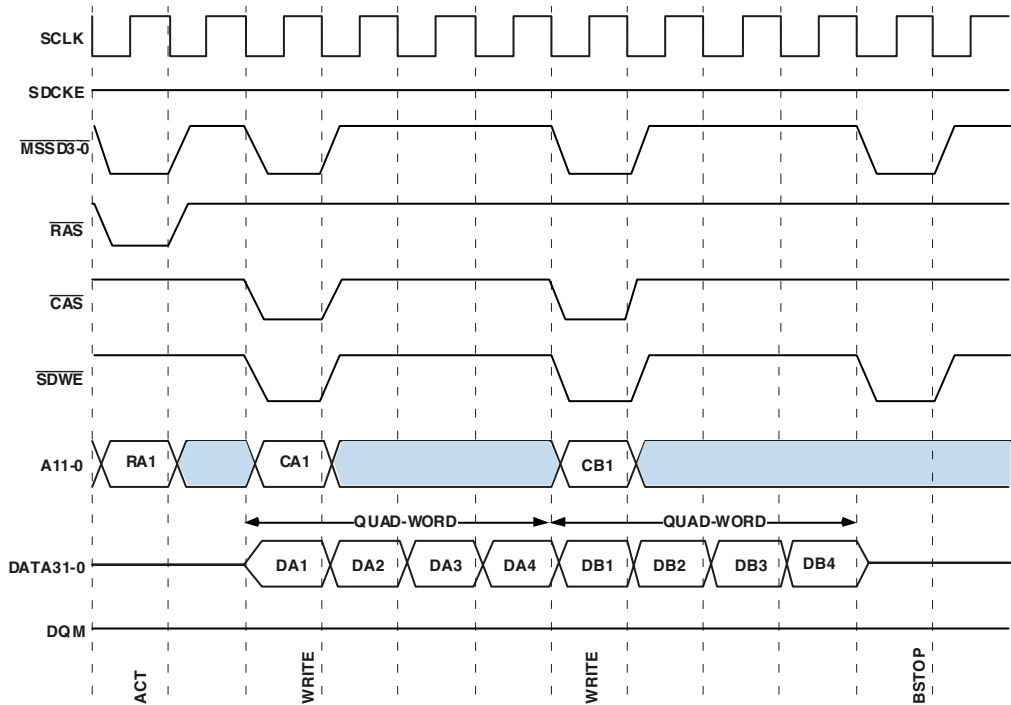 SCLK
SDCKE
MSSD3-0
RAS
CAS
SDWE
A11-0
RA1
CA1
CB1
QUAD-WORD
QUAD-WORD
DATA31-0
DA1
DA2
DA3
DA4
DB1
DB2
DB3
DB4
DQM
ACT
WRITE
WRITE
BSTOP